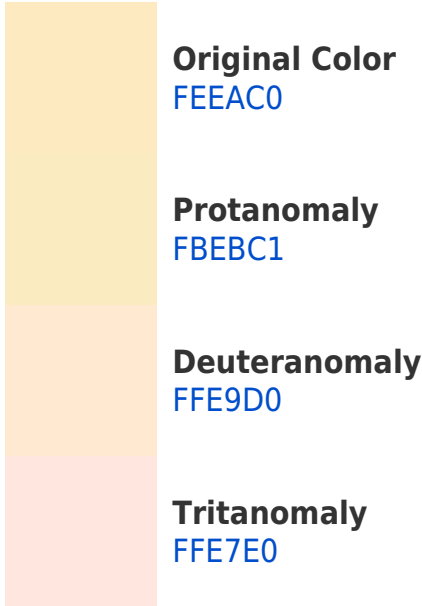 Original Color
FEEAC0
Protanomaly
FBEBC1
Deuteranomaly
FFE9D0
Tritanomaly
FFE7E0